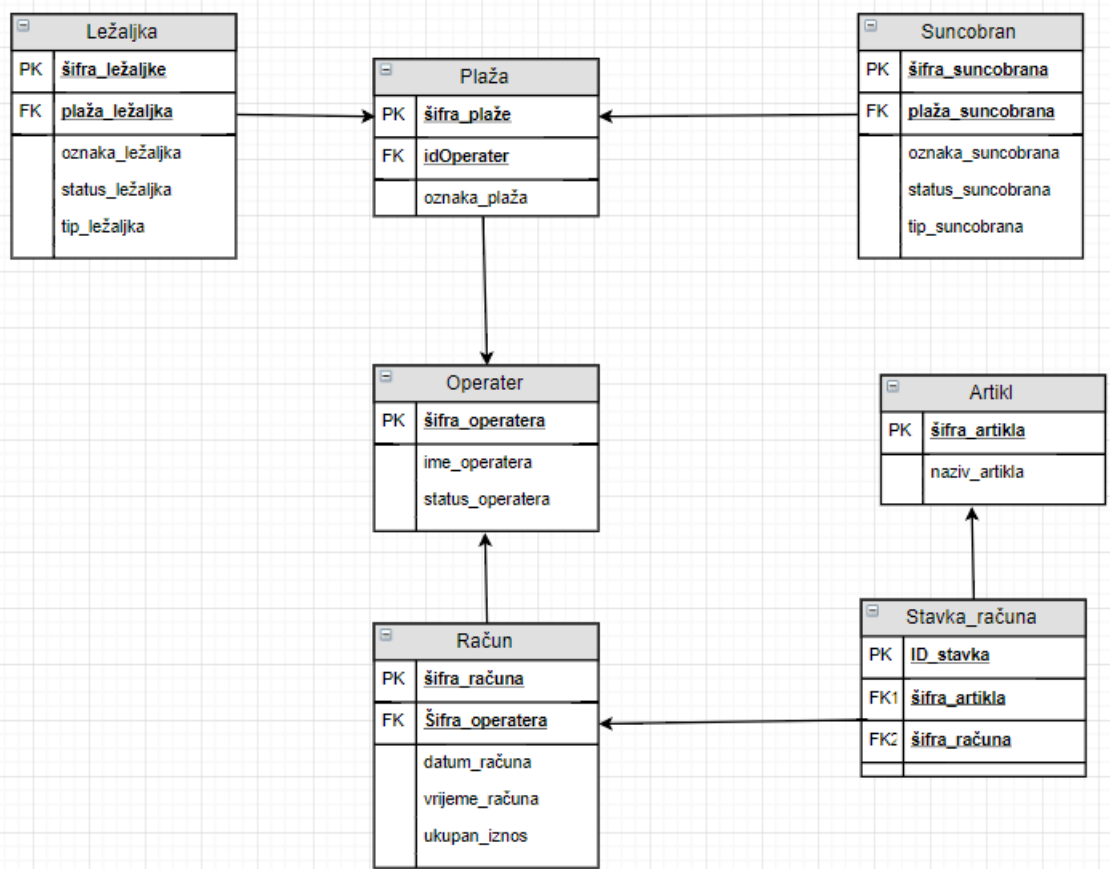 Ležaljka
PK šifra_ležaljke
FK plaža_ležaljka
oznaka_ležaljka
status_ležaljka
tip_ležaljka
Plaža
PK šifra_plaže
FK idOperater
oznaka_plaža
Suncobran
PK šifra_suncobrana
FK plaža_suncobrana
oznaka_suncobrana
status_suncobrana
tip_suncobrana
Operater
PK šifra_operatera
ime_operatera
status_operatera
Artikl
PK šifra_artikla
naziv_artikla
Račun
PK šifra_računa
FK Šifra_operatera
datum_računa
vrijeme_računa
ukupan_iznos
Stavka_računa
PK ID_stavka
FK1 šifra_artikla
FK2 šifra_računa